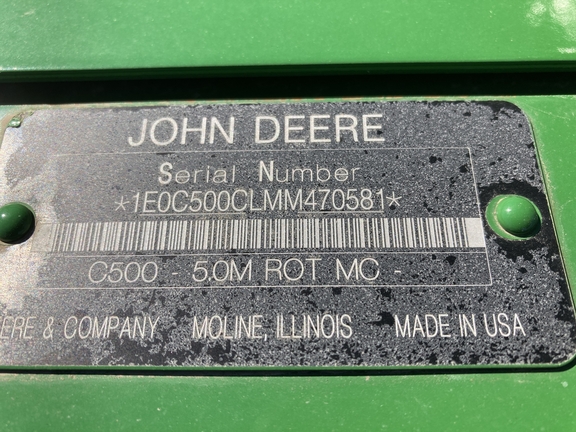 JOHN DEERE
Serial Number
*1E0C500CLMM470581*
C500 - 5.0M ROT MC -
ERE & COMPANY MOLINE, ILLINOIS MADE IN USA